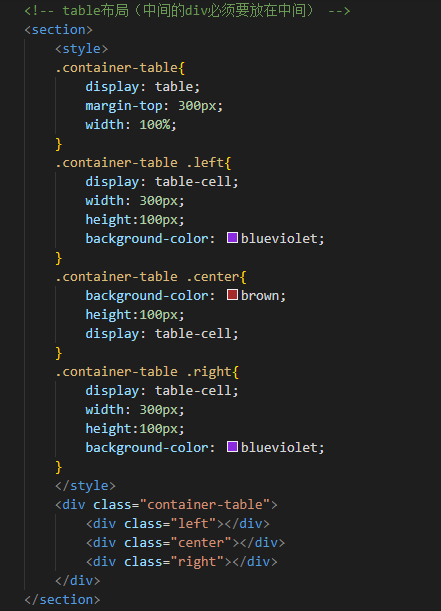 <!-- table布局（中间的div必须要放在中间） -->
<section>
    <style>
    .container-table{
        display: table;
        margin-top: 300px;
        width: 100%;
    }
    .container-table .left{
        display: table-cell;
        width: 300px;
        height:100px;
        background-color: blueviolet;
    }
    .container-table .center{
        background-color: brown;
        height:100px;
        display: table-cell;
    }
    .container-table .right{
        display: table-cell;
        width: 300px;
        height:100px;
        background-color: blueviolet;
    }
    </style>
    <div class="container-table">
        <div class="left"></div>
        <div class="center"></div>
        <div class="right"></div>
    </div>
</section>